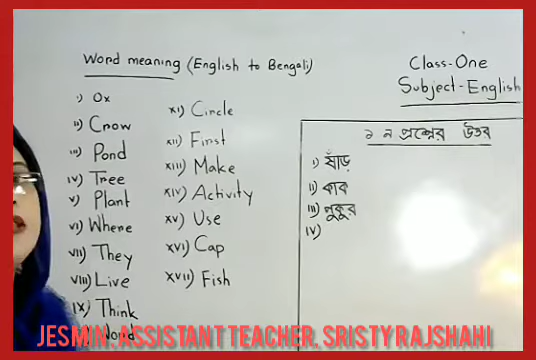 Word meaning (English to Bengali)
i) Ox
ii) Crow
iii) Pond
iv) Tree
v) Plant
vi) Where
vii) They
viii) Live
ix) Think
xi) Circle
xii) First
xiii) Make
xiv) Activity
xv) Use
xvi) Cap
xvii) Fish
Class-One
Subject-English
১ নং প্রশ্নের উত্তর
i) ষাঁড়
ii) কাক
iii) পুকুর
iv)
JESMIN, ASSISTANT TEACHER, SRISTY RAJSHAHI